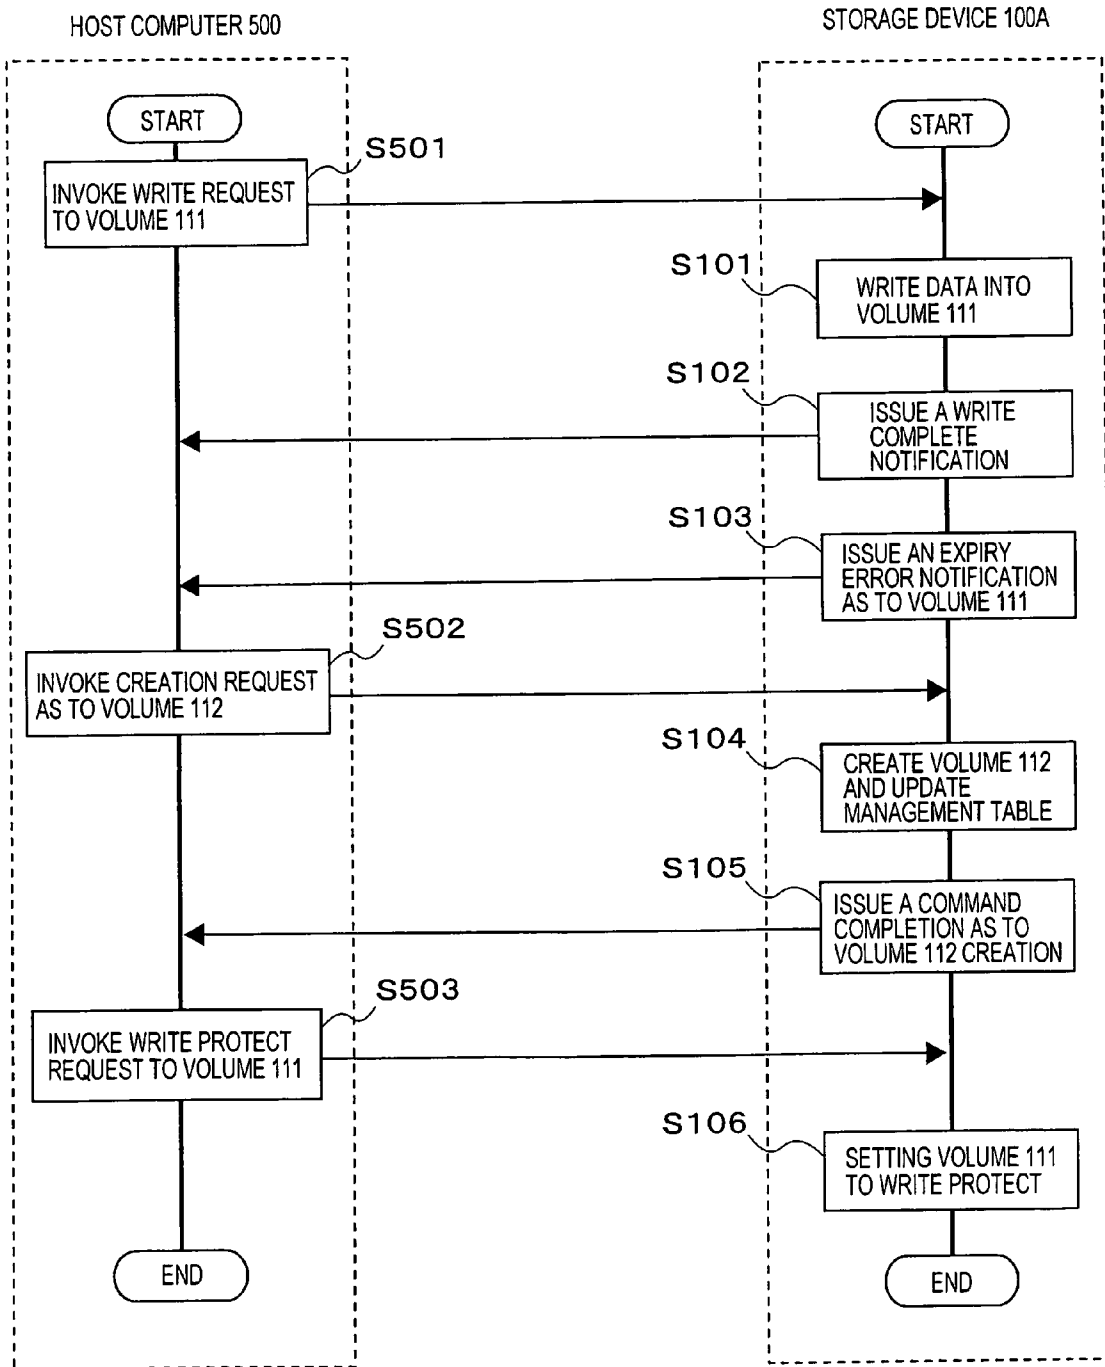 HOST COMPUTER 500
STORAGE DEVICE 100A
START
START
S501
INVOKE WRITE REQUEST
TO VOLUME 111
S101
WRITE DATA INTO
VOLUME 111
S102
ISSUE A WRITE
COMPLETE
NOTIFICATION
S103
ISSUE AN EXPIRY
ERROR NOTIFICATION
AS TO VOLUME 111
S502
INVOKE CREATION REQUEST
AS TO VOLUME 112
S104
CREATE VOLUME 112
AND UPDATE
MANAGEMENT TABLE
S105
ISSUE A COMMAND
COMPLETION AS TO
VOLUME 112 CREATION
S503
INVOKE WRITE PROTECT
REQUEST TO VOLUME 111
S106
SETTING VOLUME 111
TO WRITE PROTECT
END
END